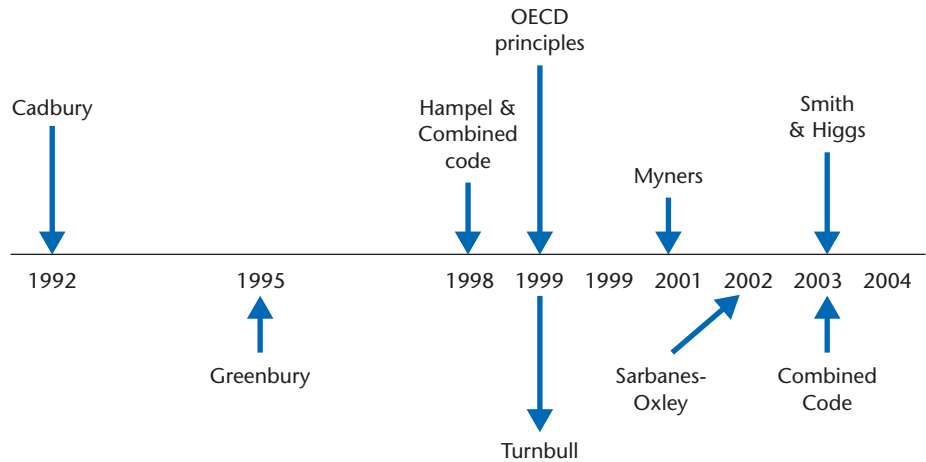 OECD
principles
Cadbury
Hampel &
Combined
code
Smith
& Higgs
Myners
1992 1995 1998 1999 1999 2001 2002 2003 2004
Greenbury
Sarbanes-
Oxley
Combined
Code
Turnbull